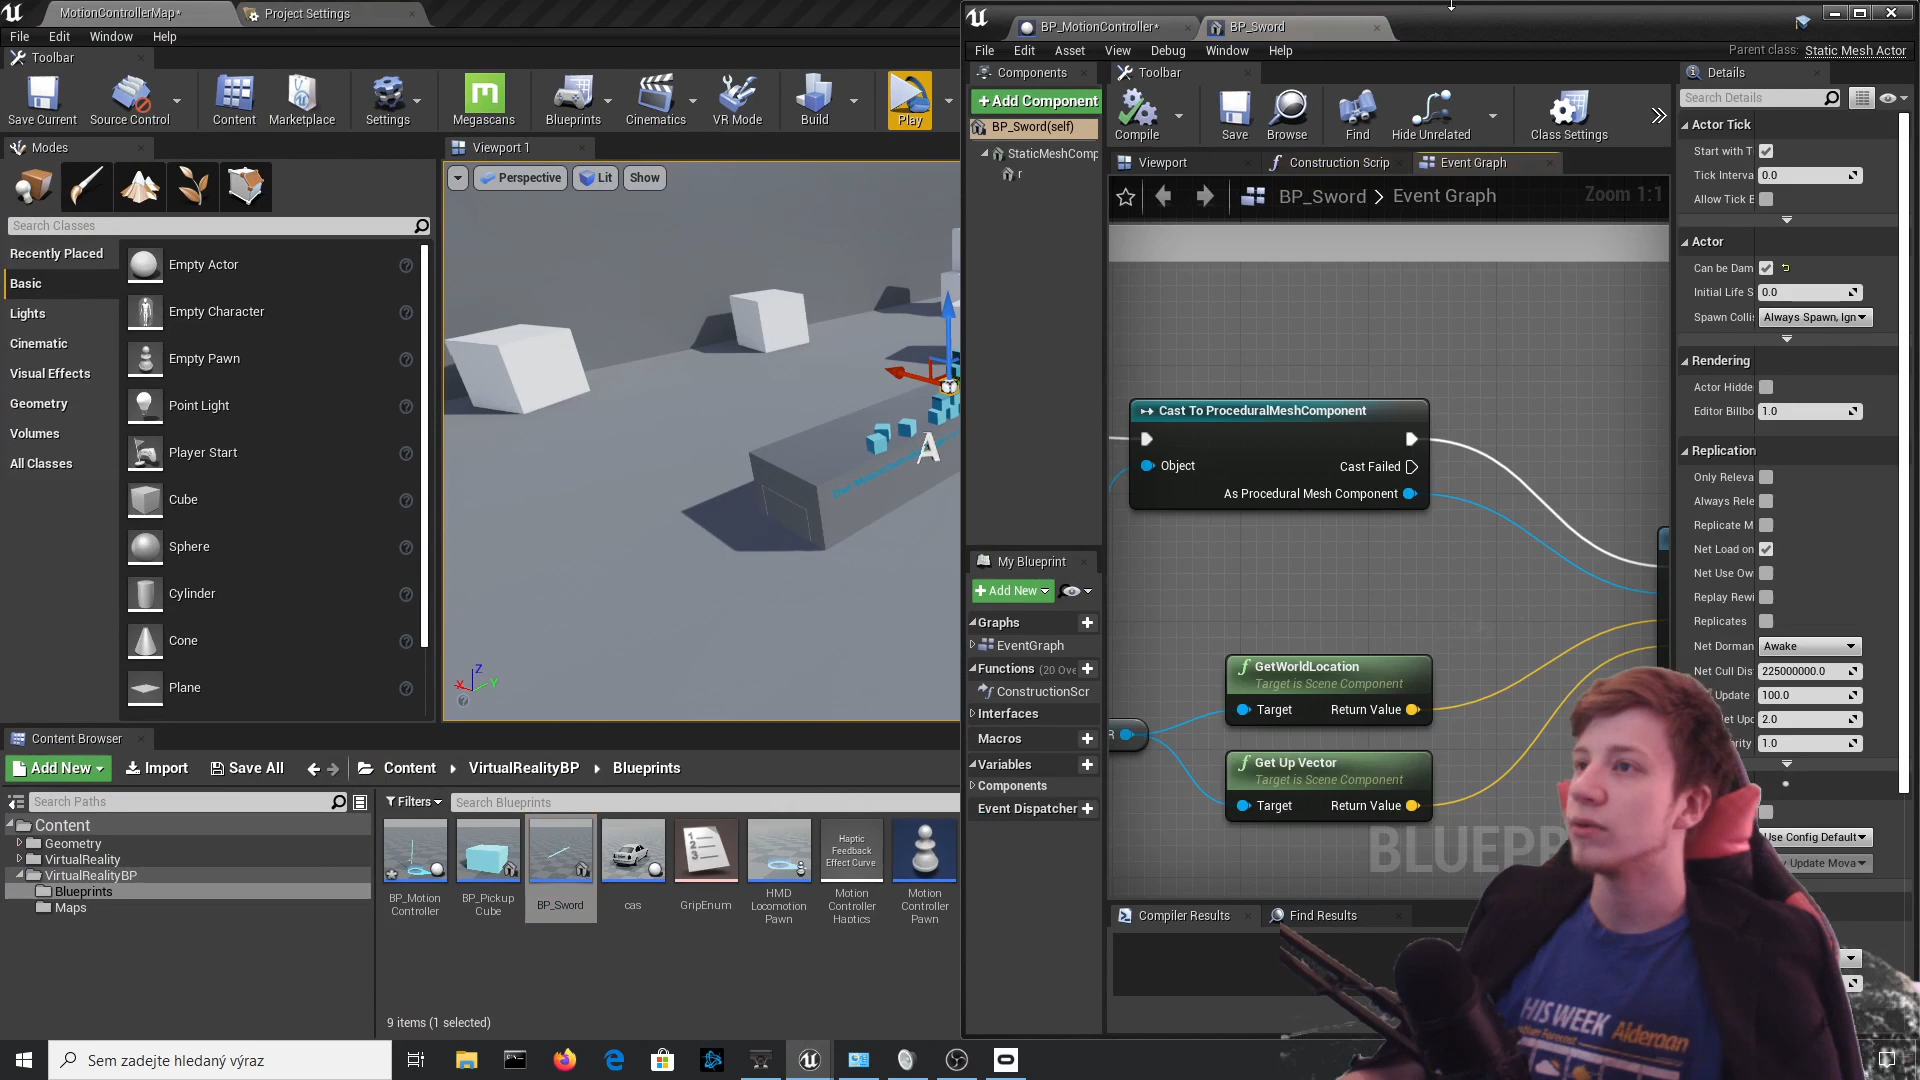 MotionControllerMap*
Project Settings
File Edit Window Help
Toolbar
Save Current
Source Control
Content
Marketplace
Settings
Megascans
Blueprints
Cinematics
VR Mode
Build
Play
Modes
Search Classes
Recently Placed
Basic
Lights
Cinematic
Visual Effects
Geometry
Volumes
All Classes
Empty Actor
Empty Character
Empty Pawn
Point Light
Player Start
Cube
Sphere
Cylinder
Cone
Plane
Viewport 1
Perspective
Lit
Show
A
Z
X
Y
Content Browser
Add New
Import
Save All
Content
VirtualRealityBP
Blueprints
Search Paths
Filters
Search Blueprints
Content
Geometry
VirtualReality
VirtualRealityBP
Blueprints
Maps
BP_Motion
Controller
BP_Pickup
Cube
BP_Sword
cas
GripEnum
HMD
Locomotion
Pawn
Haptic
Feedback
Effect Curve
Motion
Controller
Haptics
Motion
Controller
Pawn
9 items (1 selected)
Sem zadejte hledaný výraz
BP_MotionController*
BP_Sword
File Edit Asset View Debug Window Help
Parent class: Static Mesh Actor
Components
Add Component
BP_Sword(self)
StaticMeshComp
r
Toolbar
Compile
Save
Browse
Find
Hide Unrelated
Class Settings
Viewport
Construction Scrip
Event Graph
BP_Sword > Event Graph
Zoom 1:1
Cast To ProceduralMeshComponent
Object
Cast Failed
As Procedural Mesh Component
GetWorldLocation
Target is Scene Component
Target
Return Value
R
Get Up Vector
Target is Scene Component
Target
Return Value
BLUEPR
My Blueprint
Add New
Graphs
EventGraph
Functions (20 Ove
ConstructionScr
Interfaces
Macros
Variables
Components
Event Dispatcher
Compiler Results
Find Results
Details
Search Details
Actor Tick
Start with T
Tick Interva
0.0
Allow Tick B
Actor
Can be Dam
Initial Life S
0.0
Spawn Collis
Always Spawn, Ign
Rendering
Actor Hidde
Editor Billbo
1.0
Replication
Only Releva
Always Rele
Replicate M
Net Load on
Net Use Ow
Replay Rewi
Replicates
Net Dorman
Awake
Net Cull Dis
225000000.0
Update
100.0
et Upc
2.0
ority
1.0
Use Config Default
Update Mova
THIS WEEK
Alderaan